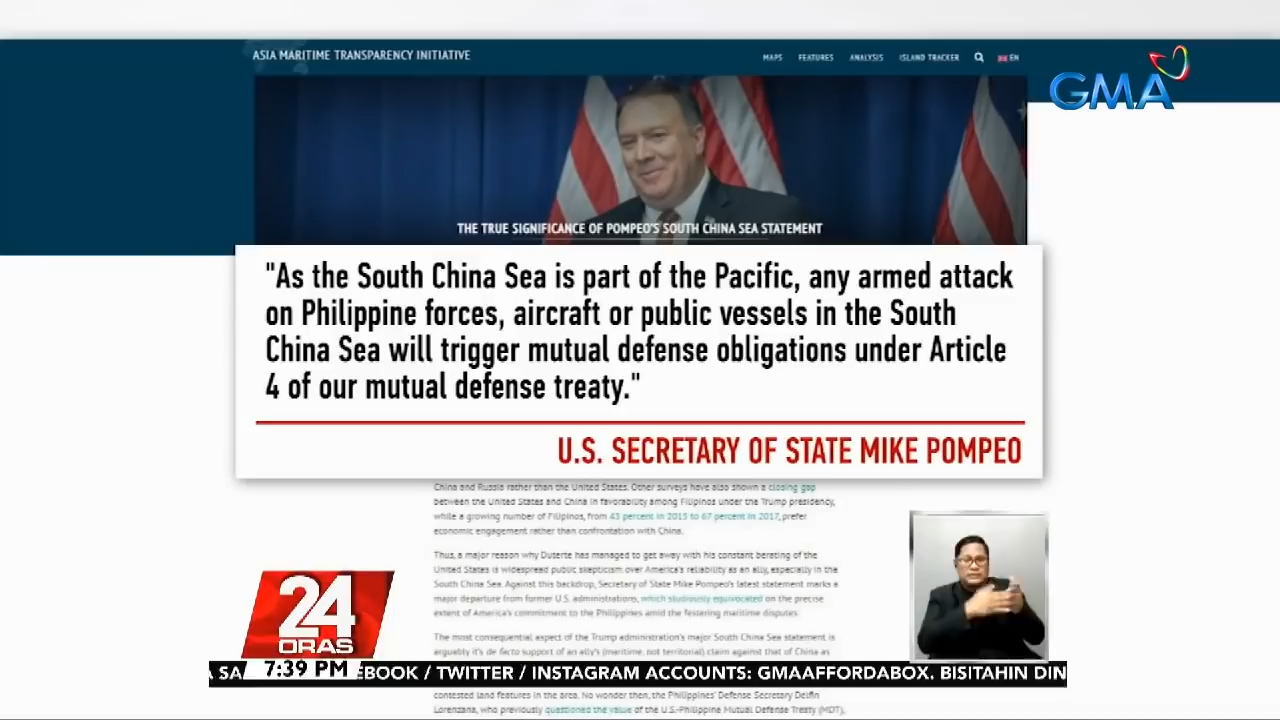 ASIA MARITIME TRANSPARENCY INITIATIVE
MAPS FEATURES ANALYSIS ISLAND TRACKER EN
GMA
THE TRUE SIGNIFICANCE OF POMPEO'S SOUTH CHINA SEA STATEMENT
"As the South China Sea is part of the Pacific, any armed attack
on Philippine forces, aircraft or public vessels in the South
China Sea will trigger mutual defense obligations under Article
4 of our mutual defense treaty."
U.S. SECRETARY OF STATE MIKE POMPEO
China and Russia rather than the United States. Other surveys have also shown a closing gap
between the United States and China in favorability among Filipinos under the Trump presidency,
while a growing number of Filipinos, from 43 percent in 2015 to 67 percent in 2017, prefer
economic engagement rather than confrontation with China.
Thus, a major reason why Duterte has managed to get away with his constant berating of the
United States is widespread public skepticism over America's reliability as an ally, especially in the
South China Sea. Against this backdrop, Secretary of State Mike Pompeo's latest statement marks a
major departure from former U.S. administrations, which studiously equivocated on the precise
extent of America's commitment to the Philippines amid the festering maritime disputes.
The most consequential aspect of the Trump administration's major South China Sea statement is
arguably it's de facto support of an ally's (maritime, not territorial) claim against that of China as
24
ORAS
7:39 PM
A SA EBOOK / TWITTER / INSTAGRAM ACCOUNTS: GMAAFFORDABOX. BISITAHIN DIN
contested land features in the area. No wonder then, the Philippines' Defense Secretary Delfin
Lorenzana, who previously questioned the value of the U.S.-Philippine Mutual Defense Treaty (MDT),